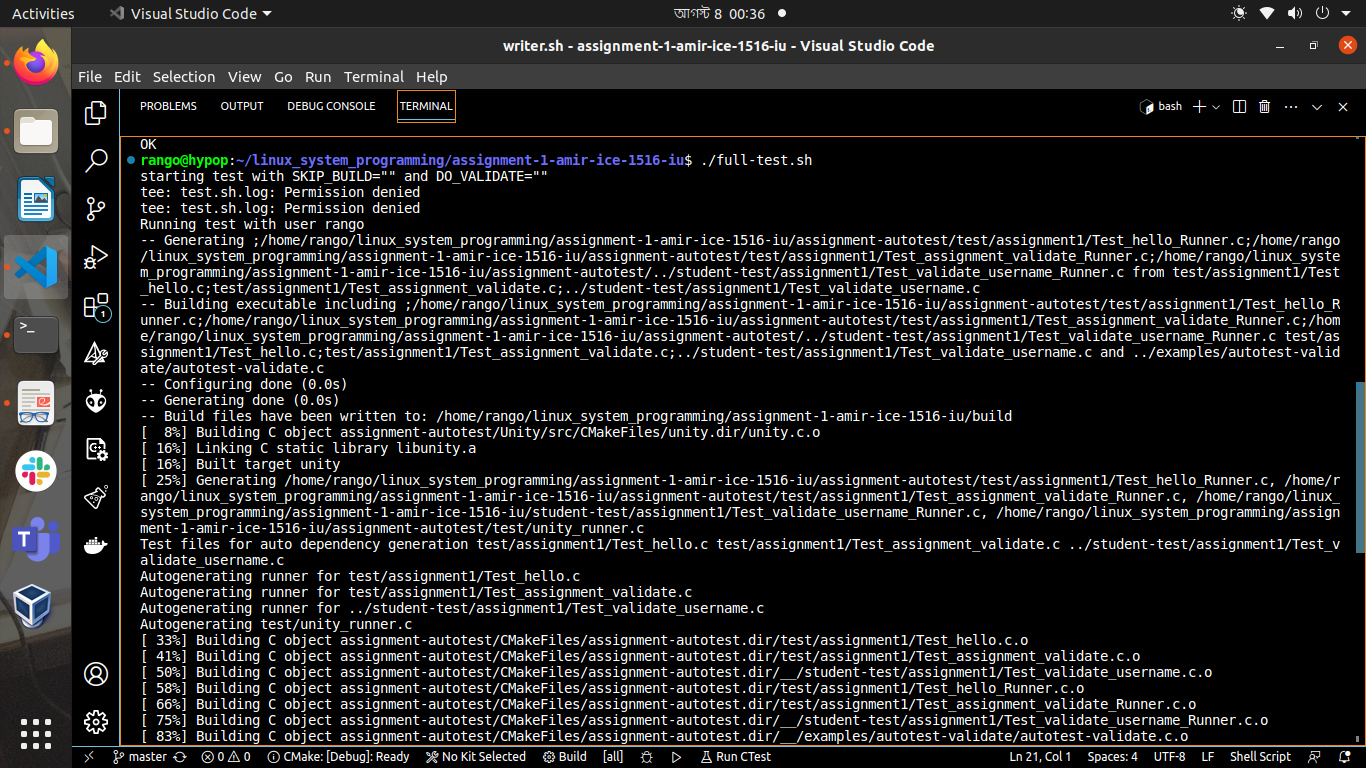 Activities
Visual Studio Code
আগস্ট 8 00:36
writer.sh - assignment-1-amir-ice-1516-iu - Visual Studio Code
File Edit Selection View Go Run Terminal Help
PROBLEMS OUTPUT DEBUG CONSOLE TERMINAL
bash
OK
rango@hypop:~/linux_system_programming/assignment-1-amir-ice-1516-iu$ ./full-test.sh
starting test with SKIP_BUILD="" and DO_VALIDATE=""
tee: test.sh.log: Permission denied
tee: test.sh.log: Permission denied
Running test with user rango
-- Generating ;/home/rango/linux_system_programming/assignment-1-amir-ice-1516-iu/assignment-autotest/test/assignment1/Test_hello_Runner.c;/home/rango
/linux_system_programming/assignment-1-amir-ice-1516-iu/assignment-autotest/test/assignment1/Test_assignment_validate_Runner.c;/home/rango/linux_syste
m_programming/assignment-1-amir-ice-1516-iu/assignment-autotest/../student-test/assignment1/Test_validate_username_Runner.c from test/assignment1/Test
_hello.c;test/assignment1/Test_assignment_validate.c;../student-test/assignment1/Test_validate_username.c
-- Building executable including ;/home/rango/linux_system_programming/assignment-1-amir-ice-1516-iu/assignment-autotest/test/assignment1/Test_hello_R
unner.c;/home/rango/linux_system_programming/assignment-1-amir-ice-1516-iu/assignment-autotest/test/assignment1/Test_assignment_validate_Runner.c;/hom
e/rango/linux_system_programming/assignment-1-amir-ice-1516-iu/assignment-autotest/../student-test/assignment1/Test_validate_username_Runner.c test/as
signment1/Test_hello.c;test/assignment1/Test_assignment_validate.c;../student-test/assignment1/Test_validate_username.c and ../examples/autotest-valid
ate/autotest-validate.c
-- Configuring done (0.0s)
-- Generating done (0.0s)
-- Build files have been written to: /home/rango/linux_system_programming/assignment-1-amir-ice-1516-iu/build
[  8%] Building C object assignment-autotest/Unity/src/CMakeFiles/unity.dir/unity.c.o
[ 16%] Linking C static library libunity.a
[ 16%] Built target unity
[ 25%] Generating /home/rango/linux_system_programming/assignment-1-amir-ice-1516-iu/assignment-autotest/test/assignment1/Test_hello_Runner.c, /home/r
ango/linux_system_programming/assignment-1-amir-ice-1516-iu/assignment-autotest/test/assignment1/Test_assignment_validate_Runner.c, /home/rango/linux_
system_programming/assignment-1-amir-ice-1516-iu/student-test/assignment1/Test_validate_username_Runner.c, /home/rango/linux_system_programming/assign
ment-1-amir-ice-1516-iu/assignment-autotest/test/unity_runner.c
Test files for auto dependency generation test/assignment1/Test_hello.c test/assignment1/Test_assignment_validate.c ../student-test/assignment1/Test_v
alidate_username.c
Autogenerating runner for test/assignment1/Test_hello.c
Autogenerating runner for test/assignment1/Test_assignment_validate.c
Autogenerating runner for ../student-test/assignment1/Test_validate_username.c
Autogenerating test/unity_runner.c
[ 33%] Building C object assignment-autotest/CMakeFiles/assignment-autotest.dir/test/assignment1/Test_hello.c.o
[ 41%] Building C object assignment-autotest/CMakeFiles/assignment-autotest.dir/test/assignment1/Test_assignment_validate.c.o
[ 50%] Building C object assignment-autotest/CMakeFiles/assignment-autotest.dir/__/student-test/assignment1/Test_validate_username.c.o
[ 58%] Building C object assignment-autotest/CMakeFiles/assignment-autotest.dir/test/assignment1/Test_hello_Runner.c.o
[ 66%] Building C object assignment-autotest/CMakeFiles/assignment-autotest.dir/test/assignment1/Test_assignment_validate_Runner.c.o
[ 75%] Building C object assignment-autotest/CMakeFiles/assignment-autotest.dir/__/student-test/assignment1/Test_validate_username_Runner.c.o
[ 83%] Building C object assignment-autotest/CMakeFiles/assignment-autotest.dir/__/examples/autotest-validate/autotest-validate.c.o
1
master 0 0 CMake: [Debug]: Ready No Kit Selected Build [all] Run CTest Ln 21, Col 1 Spaces: 4 UTF-8 LF Shell Script